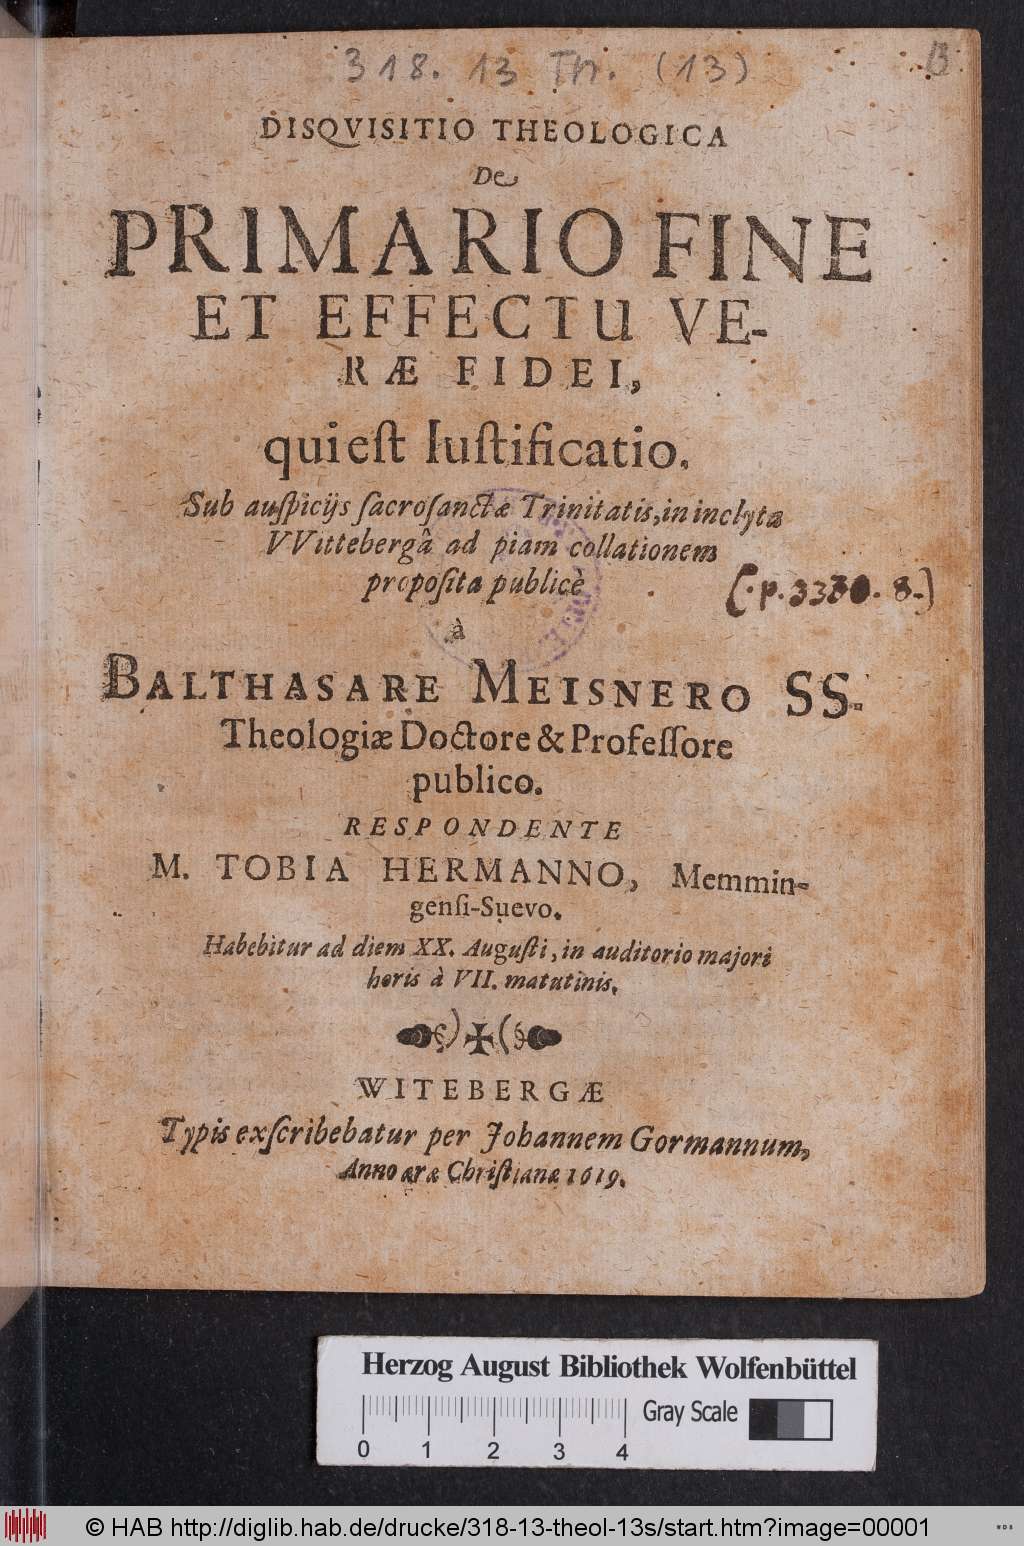 318. 13 Th. (13)
13
DISQVISITIO THEOLOGICA
De
PRIMARIO FINE
ET EFFECTU VE-
RÆ FIDEI,
qui eſt Iuſtificatio.
Sub auſpicijs ſacroſanctæ Trinitatis, in inclyta
VVittebergâ ad piam collationem
propoſita publicè
[.p. 3330. 8.]
à
BALTHASARE MEISNERO SS.
Theologiæ Doctore & Profeſſore
publico.
RESPONDENTE
M. TOBIA HERMANNO, Memmin-
genſi-Suevo.
Habebitur ad diem XX. Auguſti, in auditorio majori
horis à VII. matutinis.
WITEBERGÆ
Typis exſcribebatur per Johannem Gormannum,
Anno æræ Chriſtianæ 1619.
Herzog August Bibliothek Wolfenbüttel
Gray Scale
0 1 2 3 4
© HAB http://diglib.hab.de/drucke/318-13-theol-13s/start.htm?image=00001